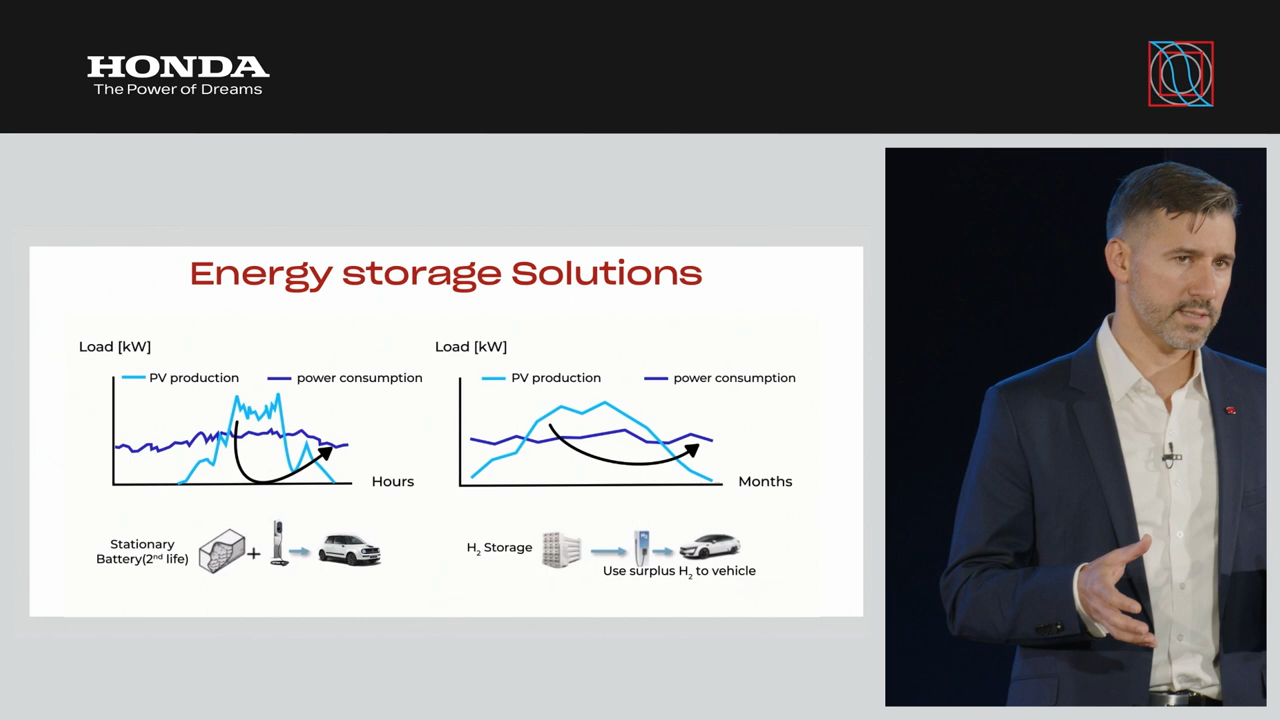 HONDA
The Power of Dreams
Energy storage Solutions
Load [kW]
PV production
power consumption
Hours
Stationary
Battery(2nd life)
Load [kW]
PV production
power consumption
Months
H2 Storage
H2
Use surplus H2 to vehicle